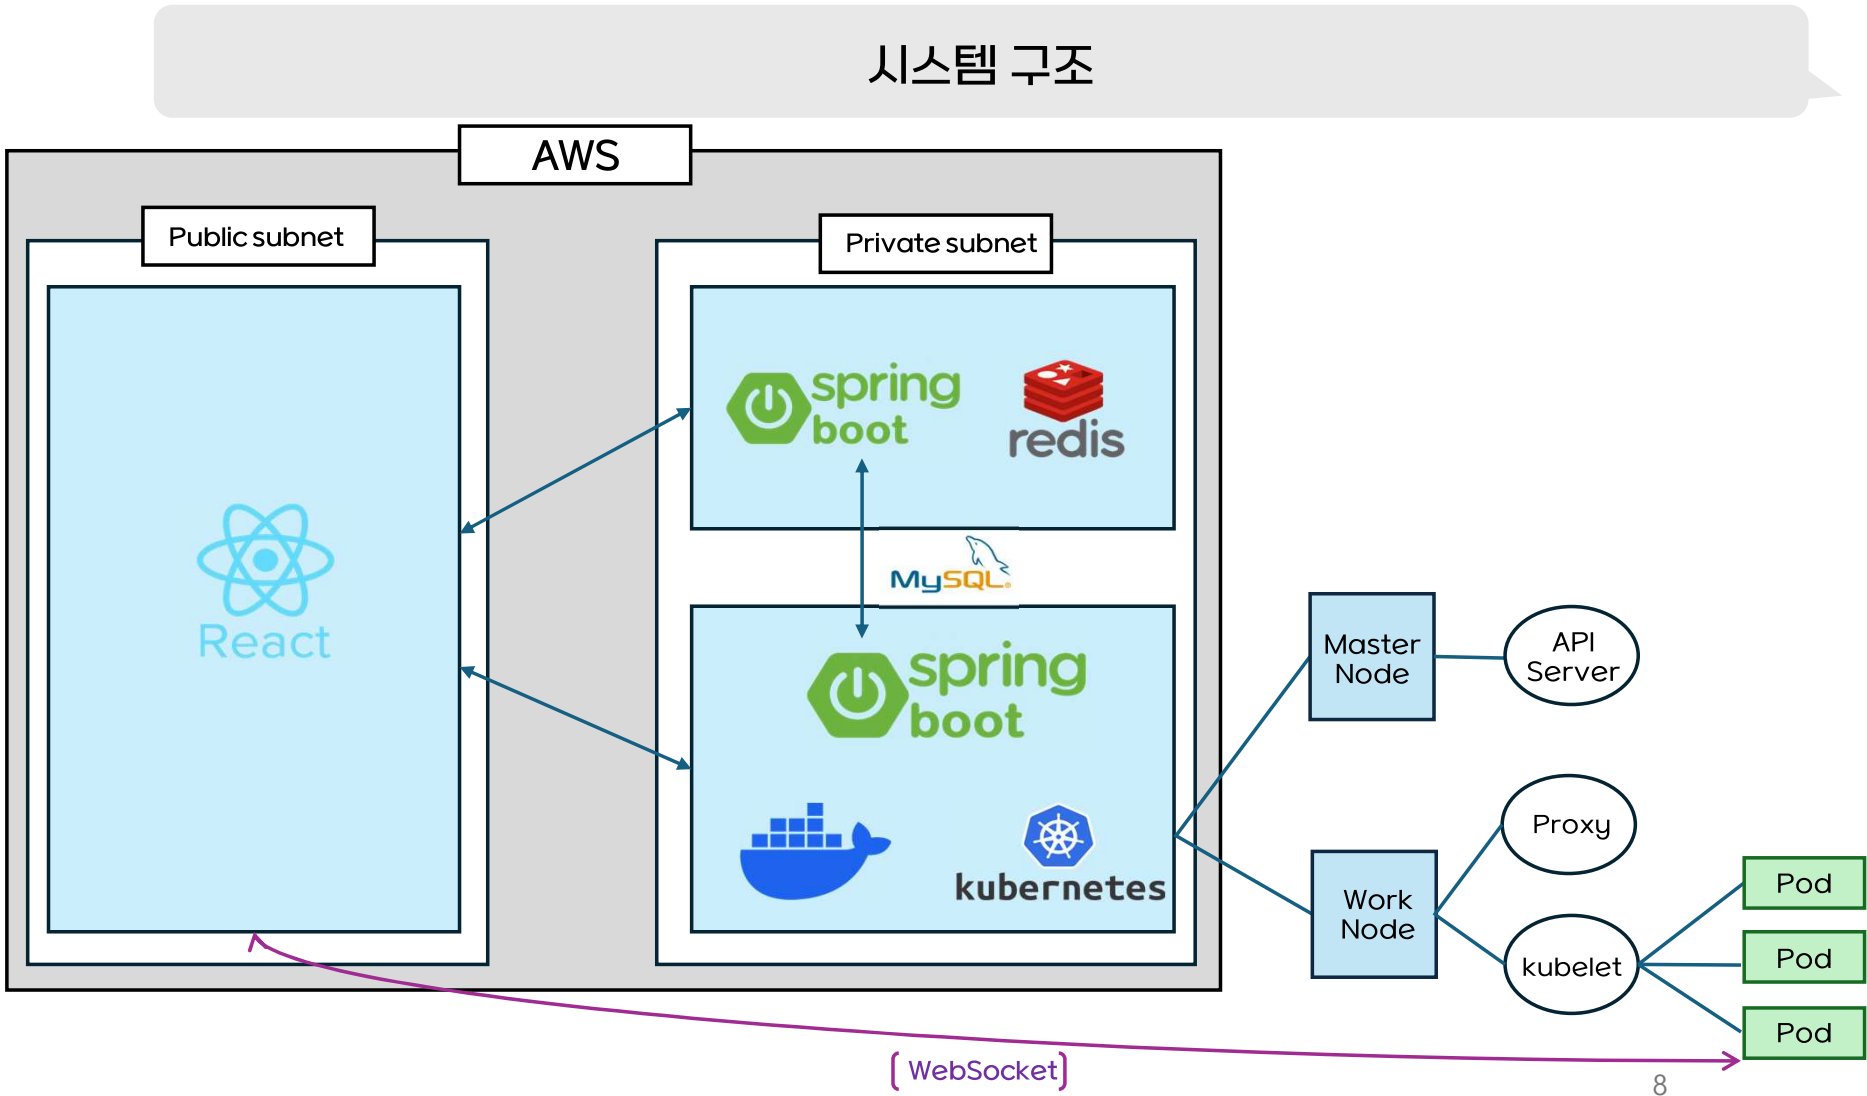 시스템 구조
AWS
Public subnet
Private subnet
spring
boot
redis
React
MySQL®
spring
boot
kubernetes
Master
Node
API
Server
Proxy
Work
Node
kubelet
Pod
Pod
Pod
WebSocket
8